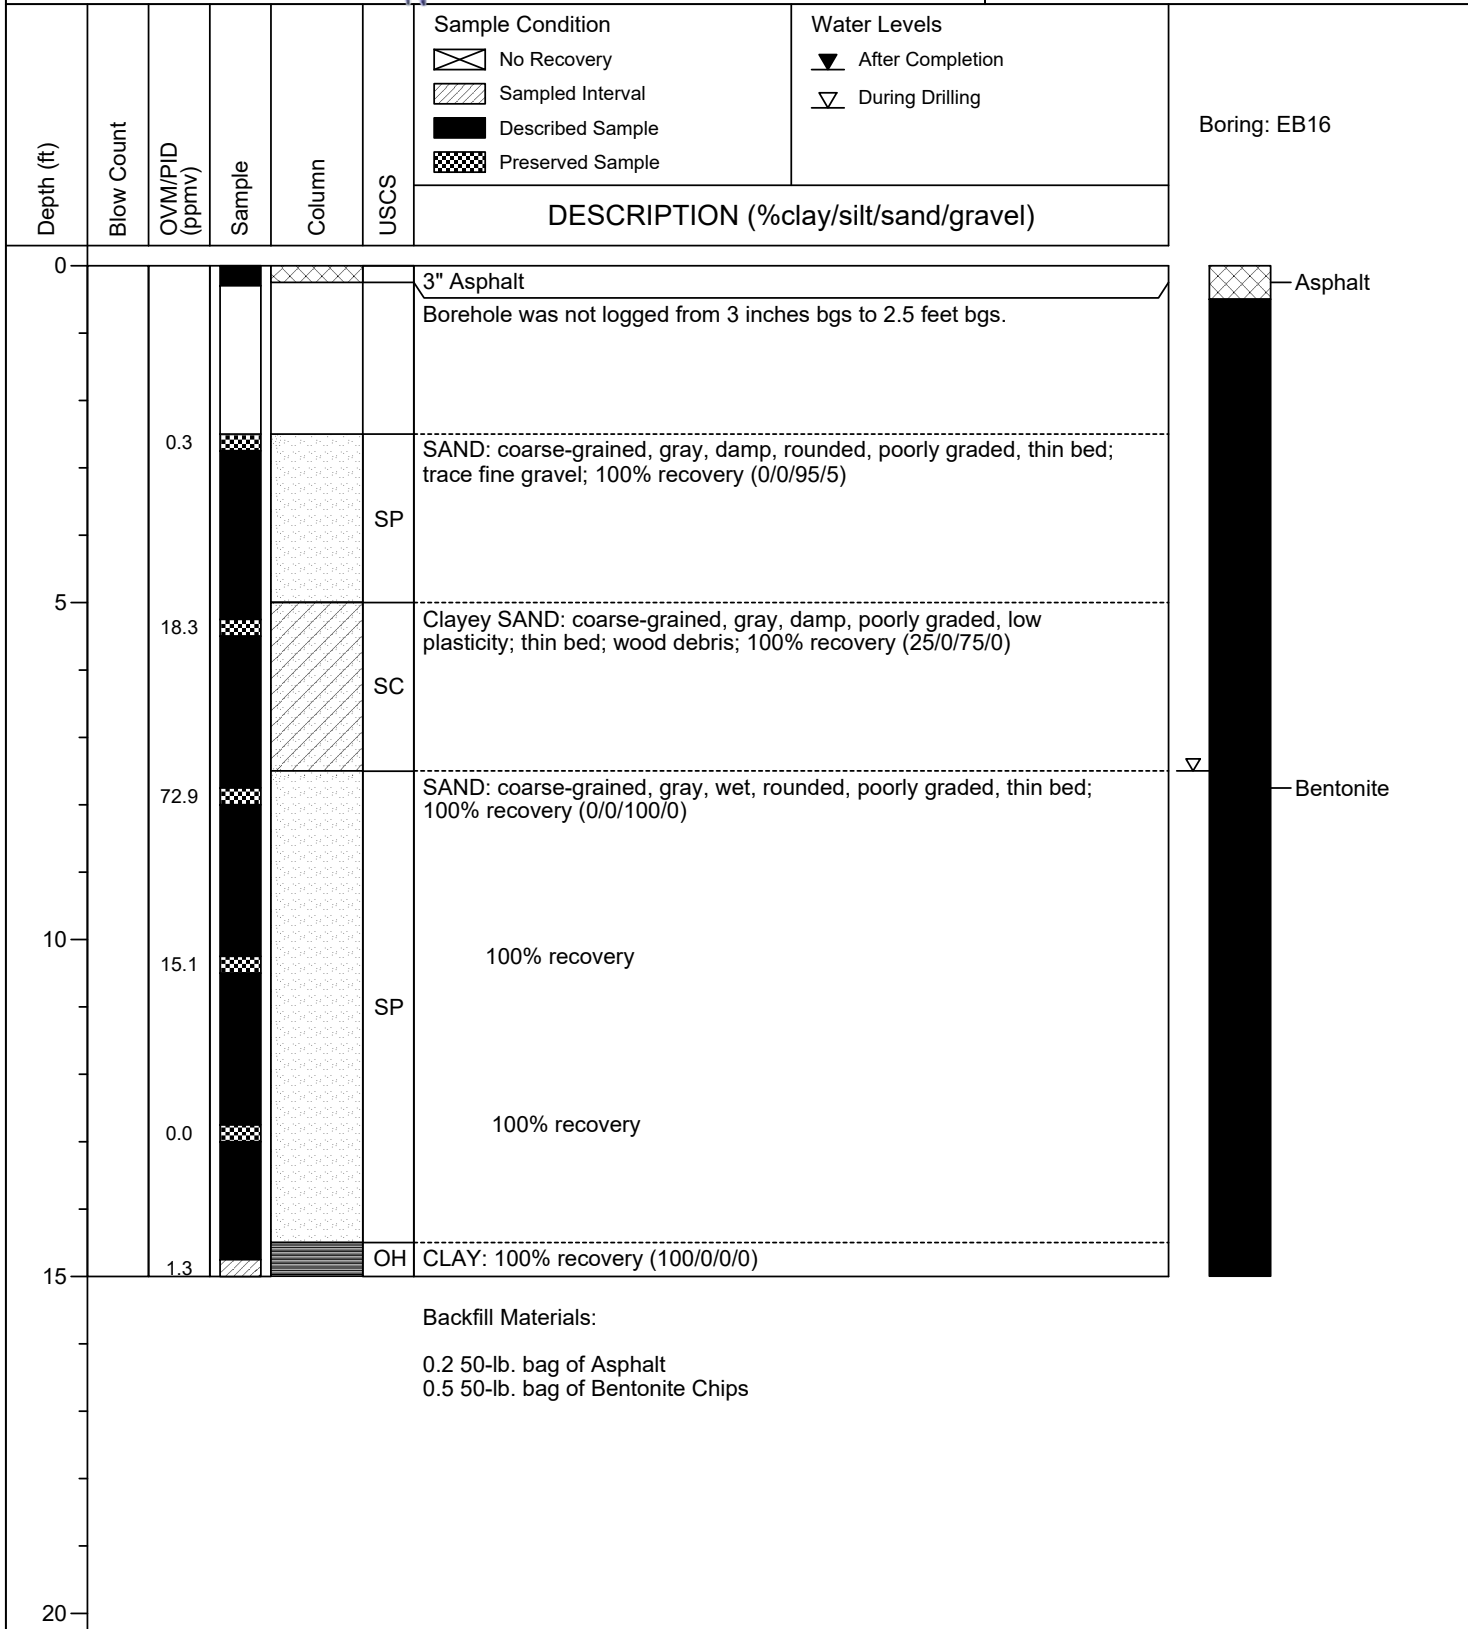 Sample Condition
No Recovery
Sampled Interval
Described Sample
Preserved Sample
Water Levels
After Completion
During Drilling
Boring: EB16
Depth (ft)
Blow Count
OVM/PID
(ppmv)
Sample
Column
USCS
DESCRIPTION (%clay/silt/sand/gravel)
0
3" Asphalt
Asphalt
Borehole was not logged from 3 inches bgs to 2.5 feet bgs.
0.3
SAND: coarse-grained, gray, damp, rounded, poorly graded, thin bed;
trace fine gravel; 100% recovery (0/0/95/5)
SP
5
18.3
Clayey SAND: coarse-grained, gray, damp, poorly graded, low
plasticity; thin bed; wood debris; 100% recovery (25/0/75/0)
SC
72.9
SAND: coarse-grained, gray, wet, rounded, poorly graded, thin bed;
100% recovery (0/0/100/0)
Bentonite
10
15.1
100% recovery
SP
0.0
100% recovery
OH
CLAY: 100% recovery (100/0/0/0)
1.3
15
Backfill Materials:
0.2 50-lb. bag of Asphalt
0.5 50-lb. bag of Bentonite Chips
20